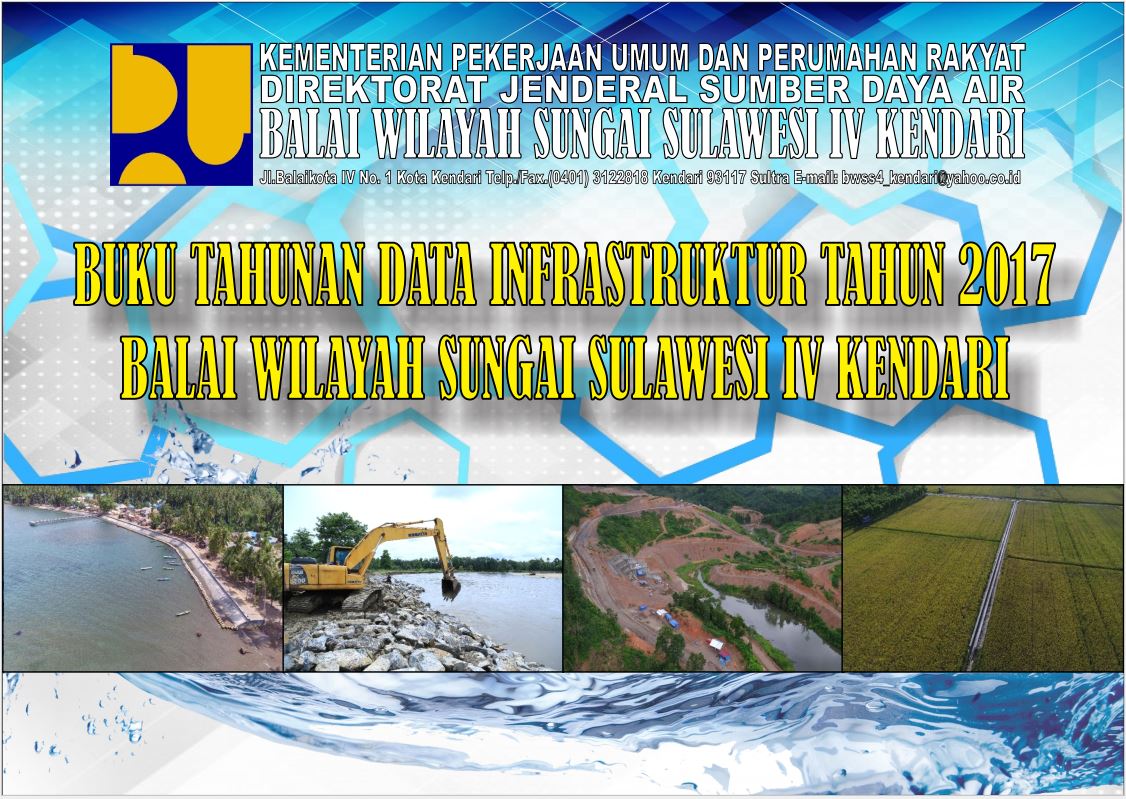 KEMENTERIAN PEKERJAAN UMUM DAN PERUMAHAN RAKYAT
DIREKTORAT JENDERAL SUMBER DAYA AIR
BALAI WILAYAH SUNGAI SULAWESI IV KENDARI
Jl.Balaikota IV No. 1 Kota Kendari Telp./Fax.(0401) 3122818 Kendari 93117 Sultra E-mail: bwss4_kendari@yahoo.co.id
BUKU TAHUNAN DATA INFRASTRUKTUR TAHUN 2017
BALAI WILAYAH SUNGAI SULAWESI IV KENDARI
KOMATSU